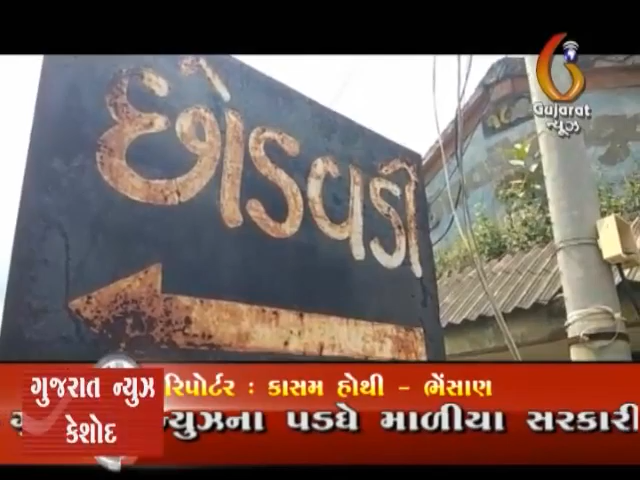 Gujarat
ન્યૂઝ
છોડવડી
ગુજરાત ન્યુઝ
કેશોદ
રિપોર્ટર : કાસમ હોથી - ભેંસાણ
ન્યુઝના પડઘે માળીયા સરકારી